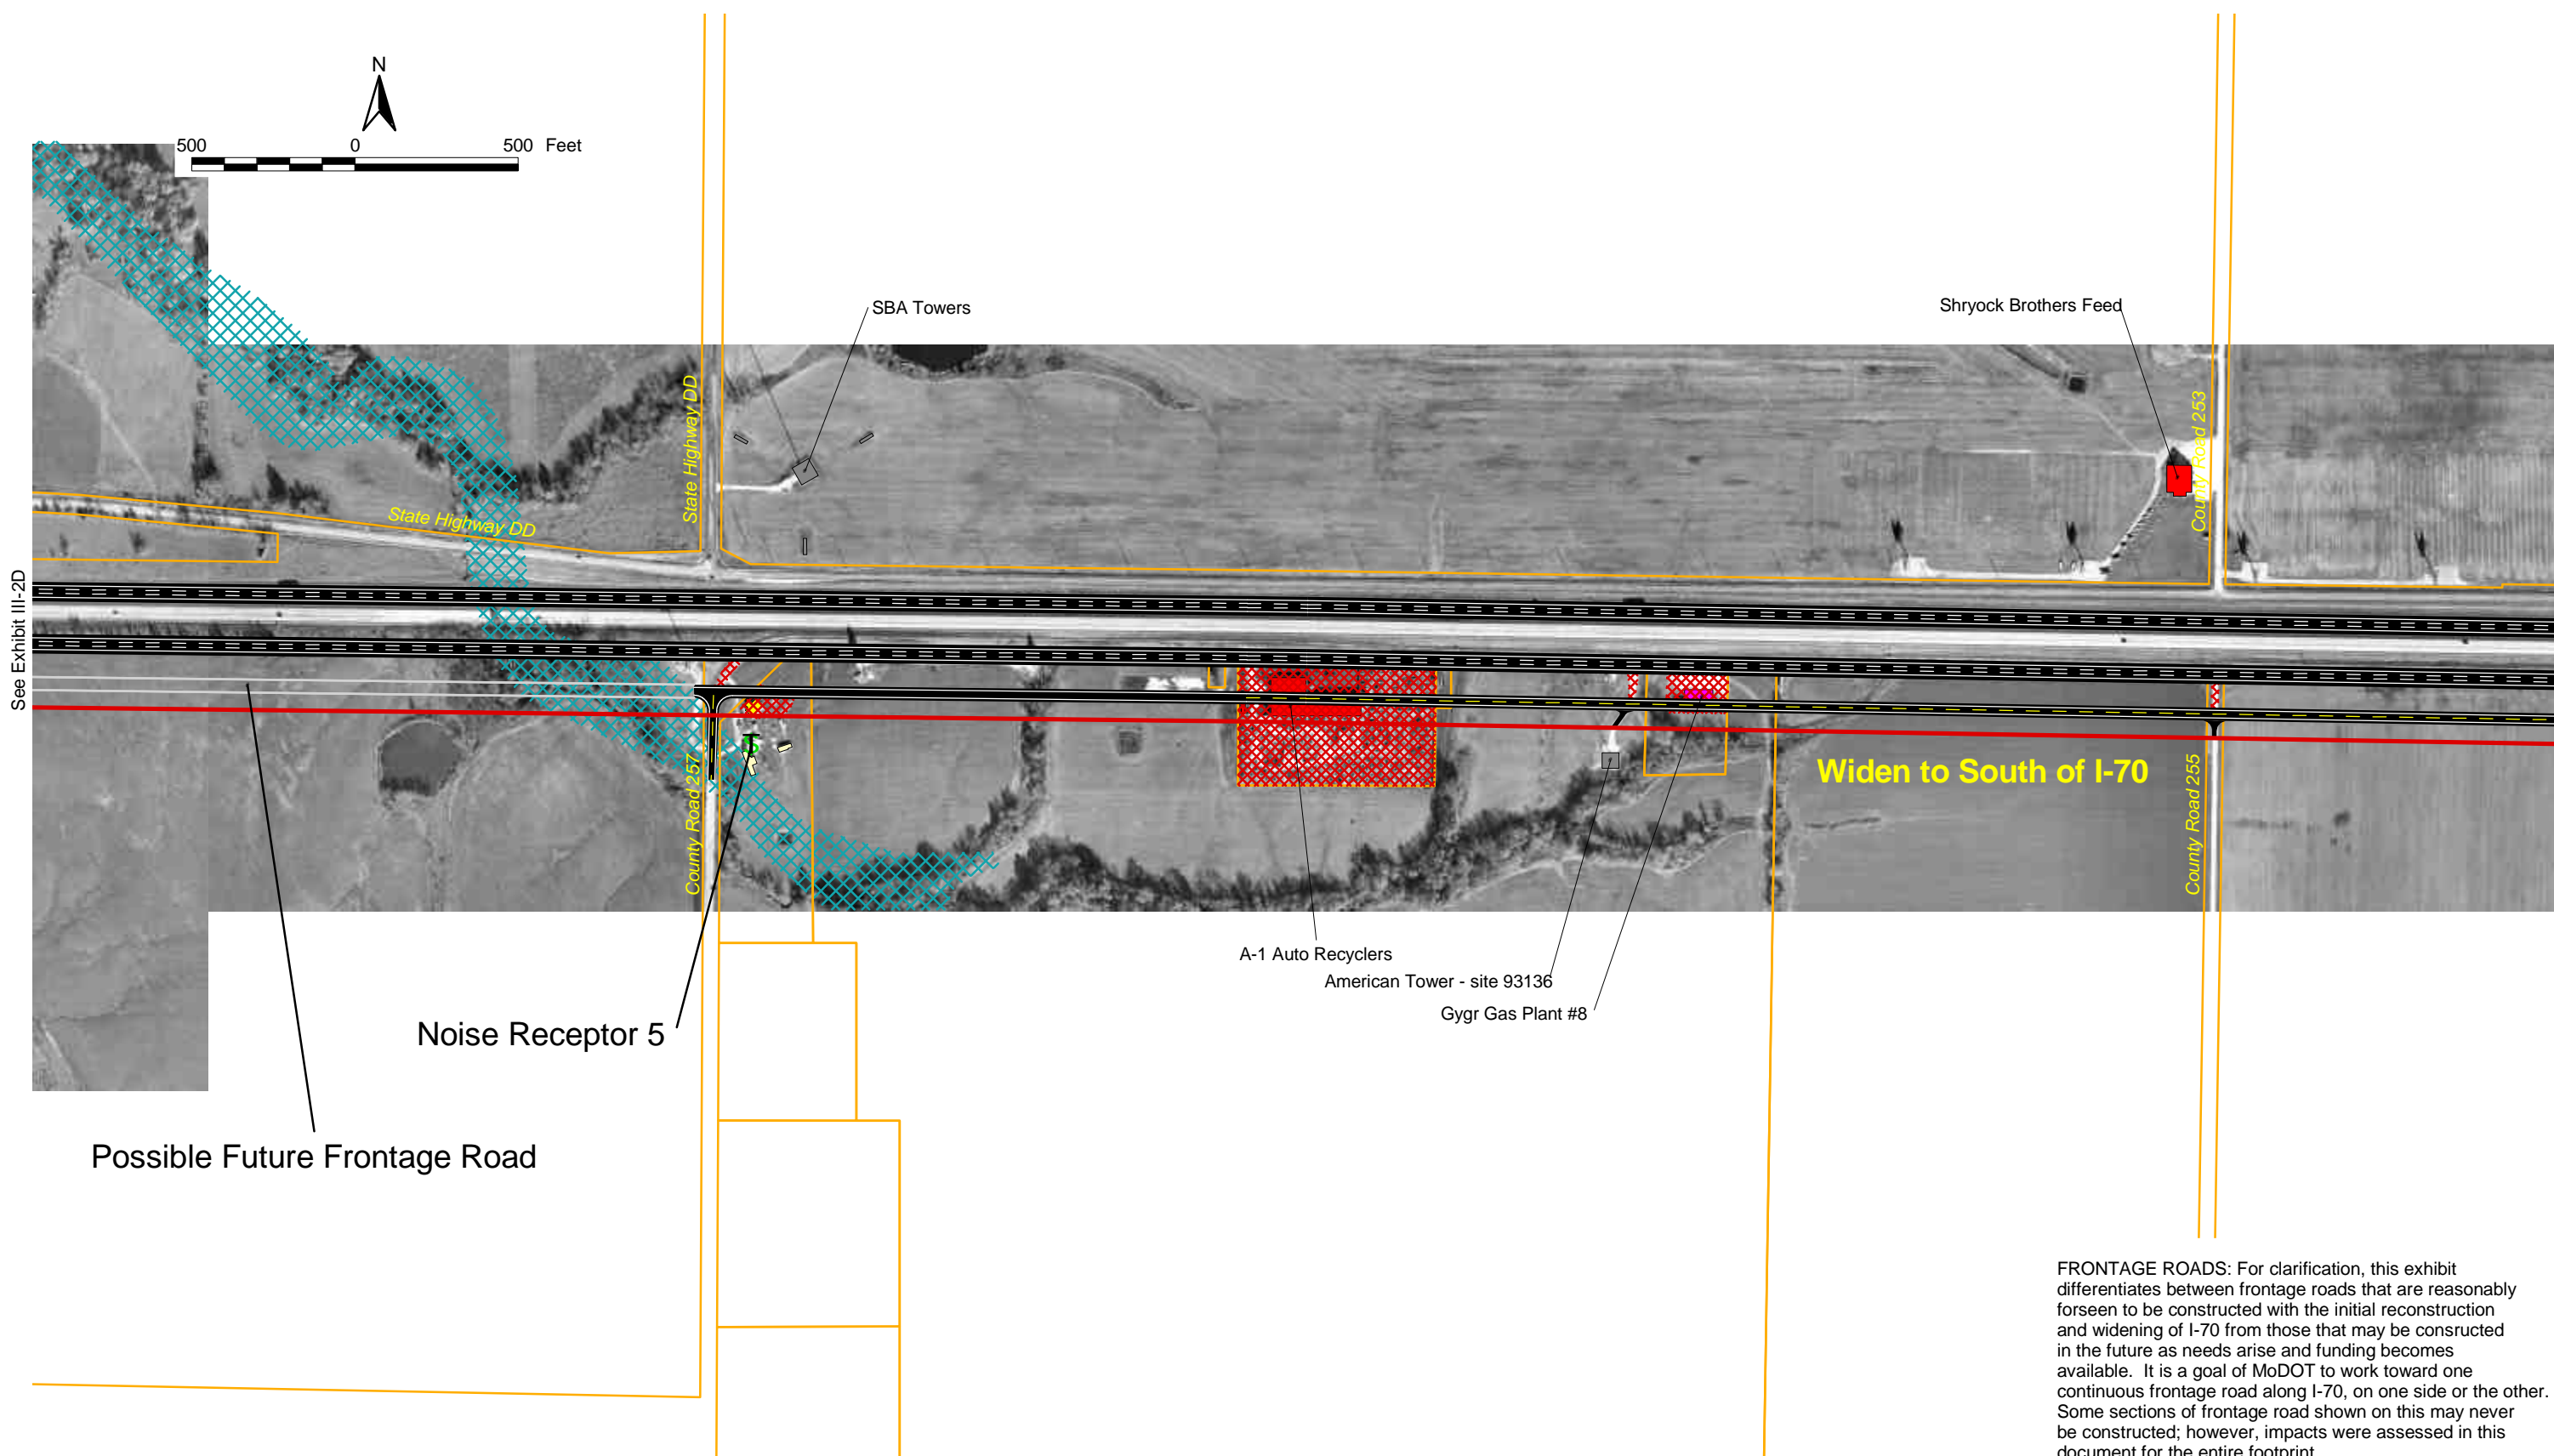 N
500 0 500 Feet
SBA Towers
Shryock Brothers Feed
State Highway DD
County Road 253
State Highway DD
See Exhibit III-2D
T
S
Widen to South of I-70
County Road 257
County Road 255
A-1 Auto Recyclers
American Tower - site 93136
Gygr Gas Plant #8
Noise Receptor 5
Possible Future Frontage Road
FRONTAGE ROADS: For clarification, this exhibit
differentiates between frontage roads that are reasonably
forseen to be constructed with the initial reconstruction
and widening of I-70 from those that may be consructed
in the future as needs arise and funding becomes
available. It is a goal of MoDOT to work toward one
continuous frontage road along I-70, on one side or the other.
Some sections of frontage road shown on this may never
be constructed; however, impacts were assessed in this
document for the entire footprint